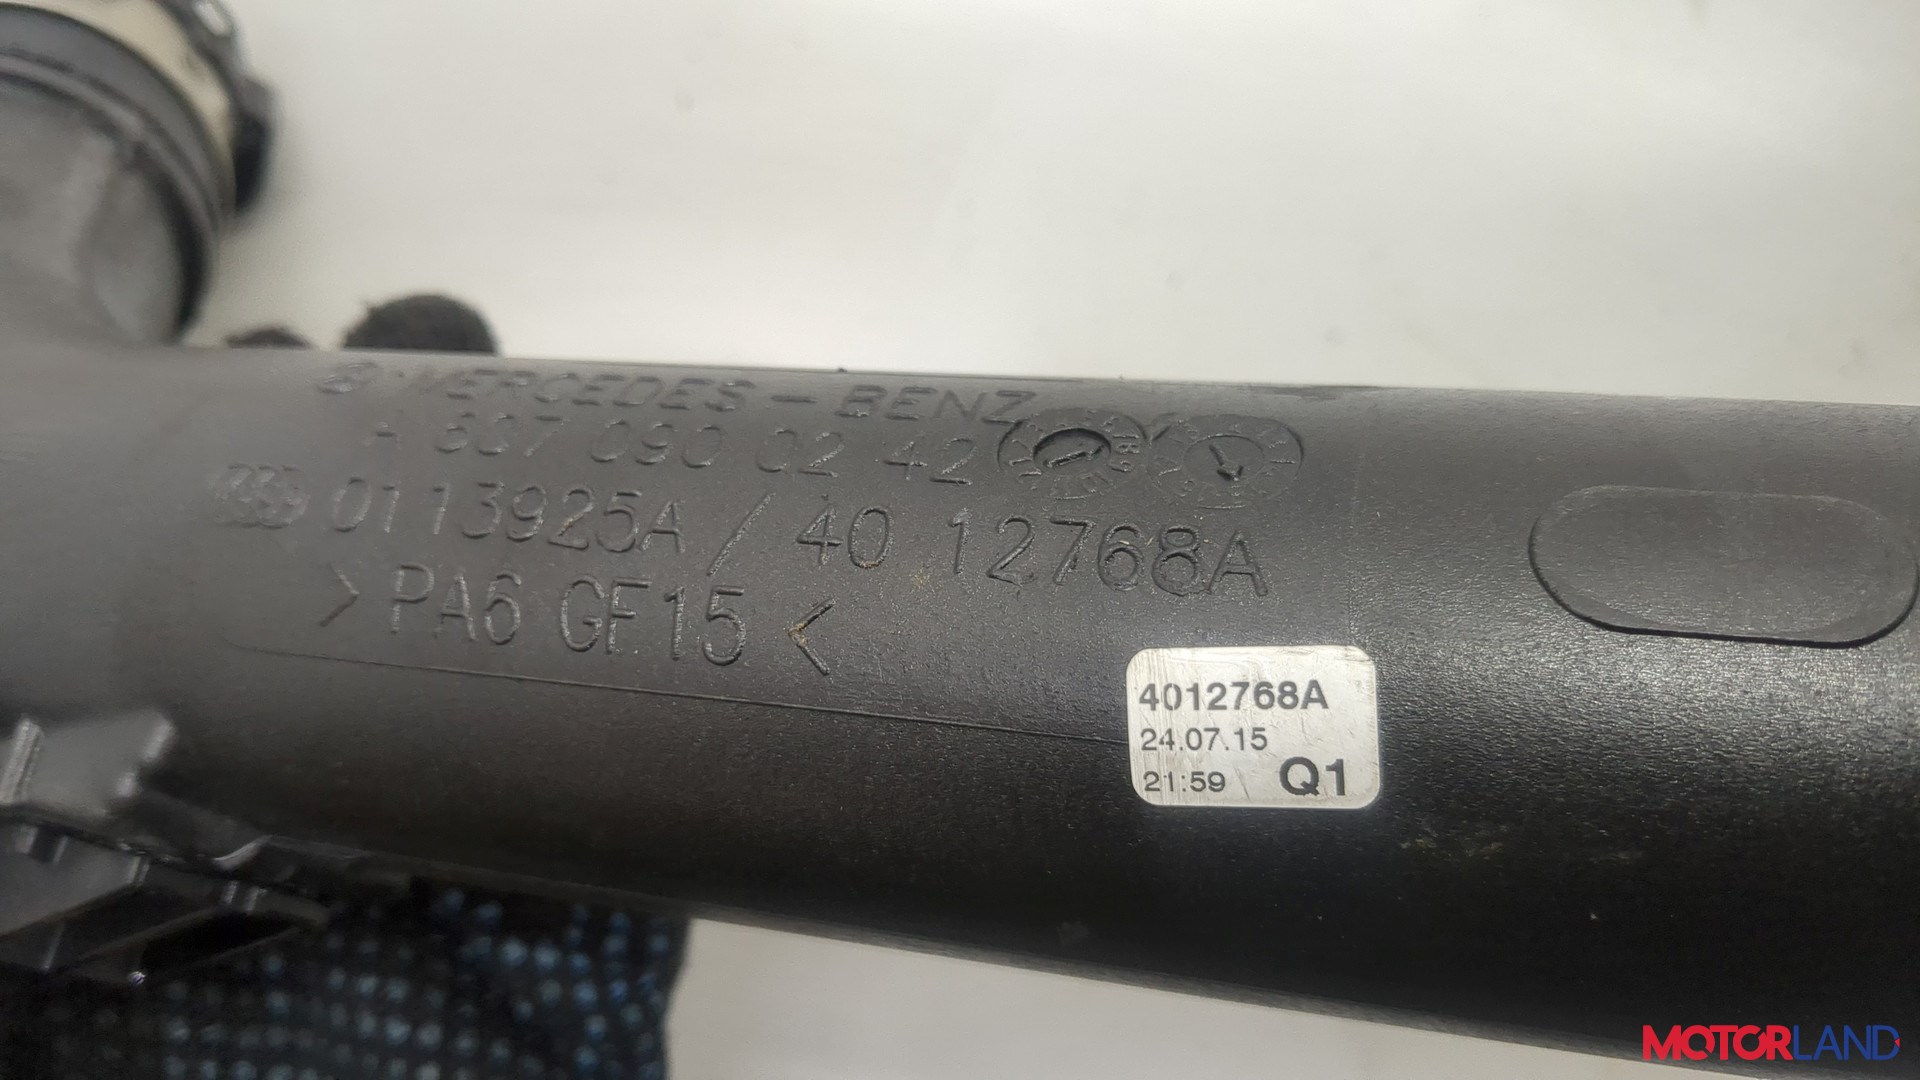 MERCEDES-BENZ
A 607 090 02 42
0113925A / 40 12768A
>PA6 GF15<
4012768A
24.07.15
21:59 Q1
MOTORLAND